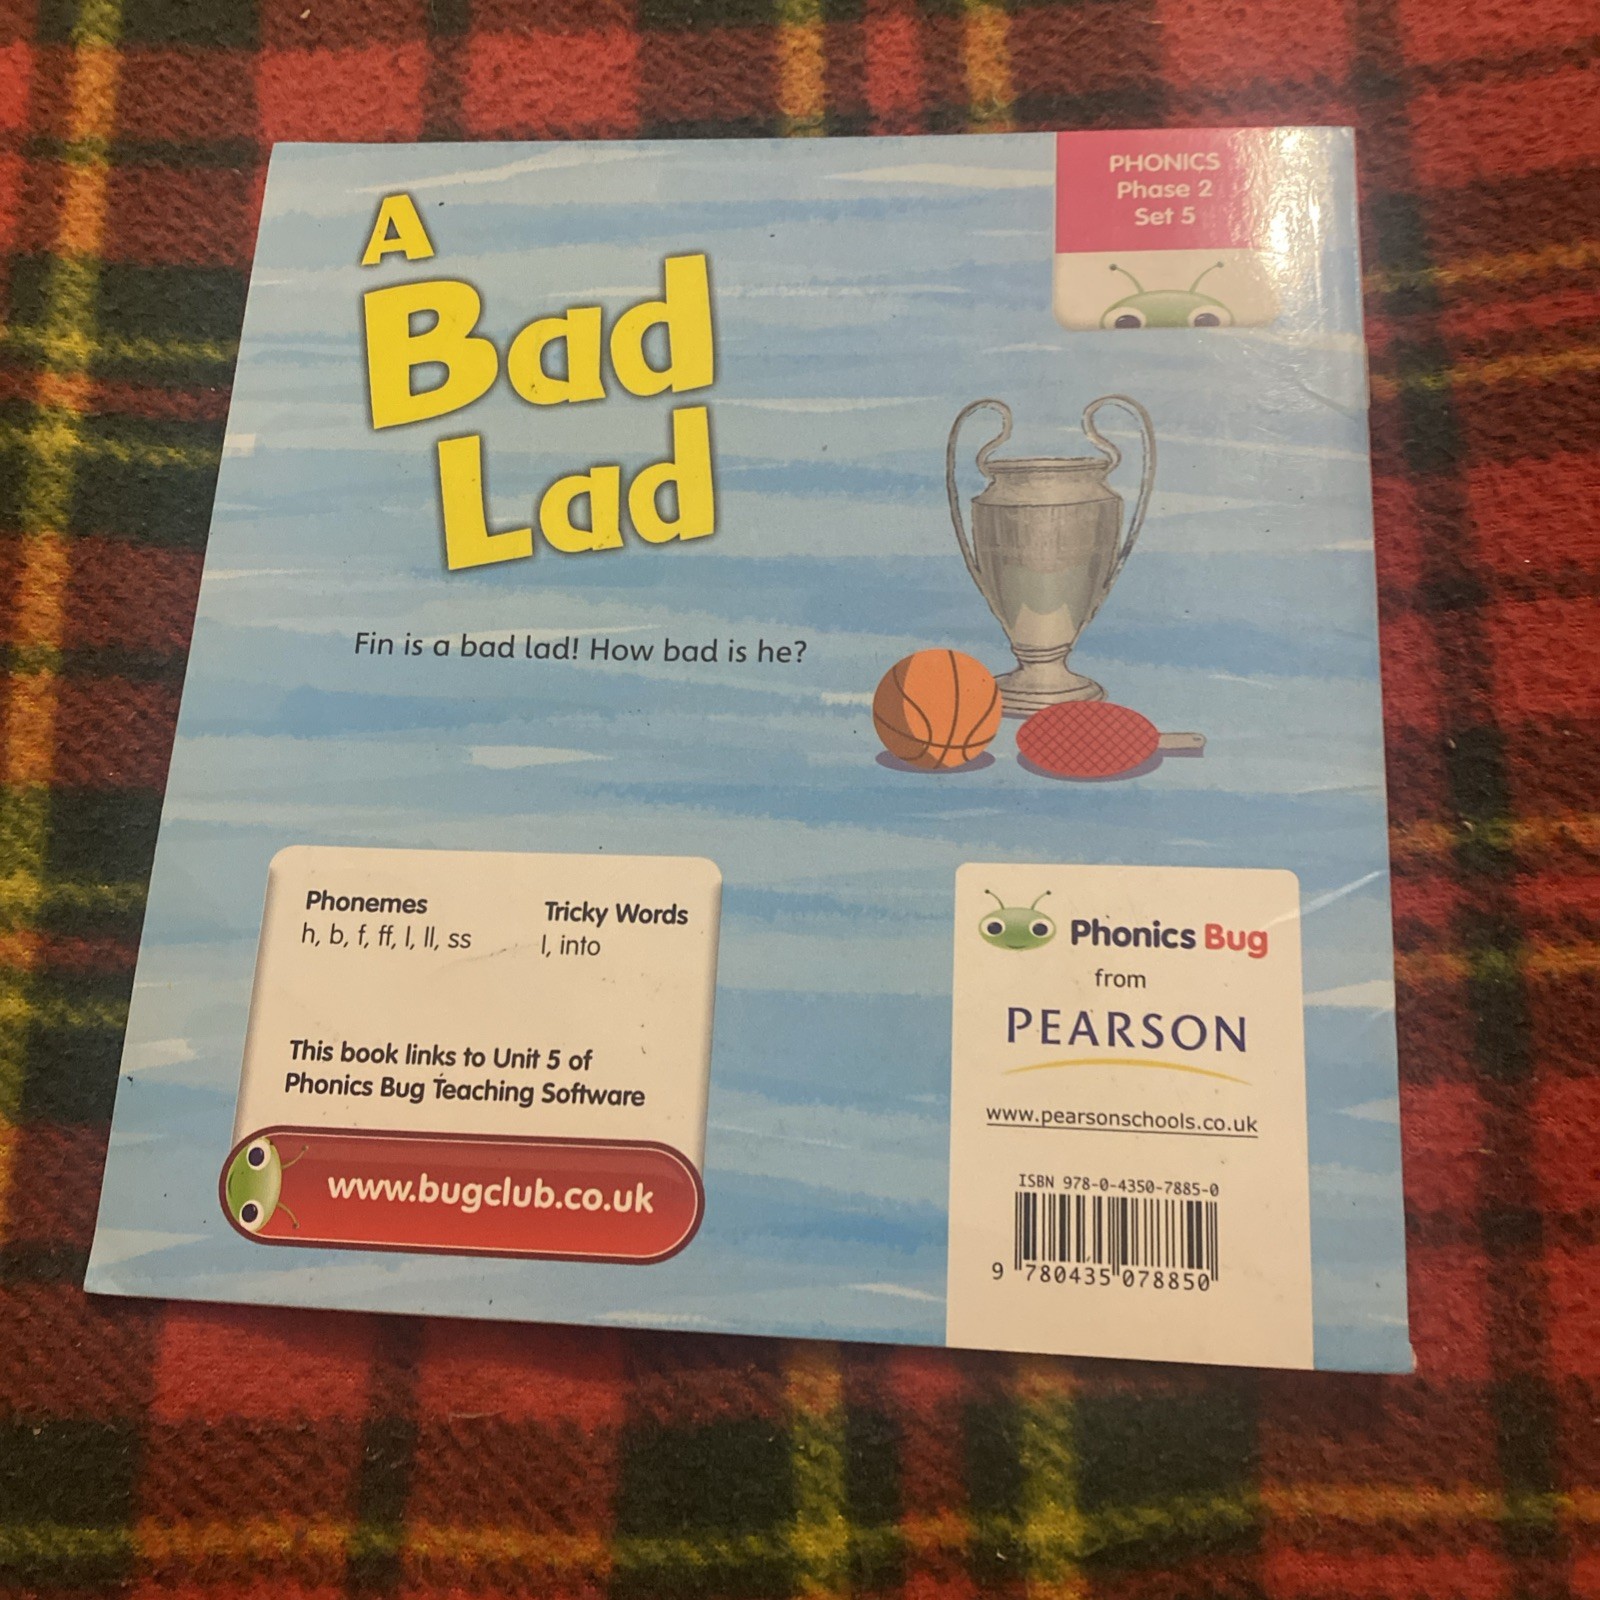 PHONICS
Phase 2
Set 5
A
Bad
Lad
Fin is a bad lad! How bad is he?
Phonemes
h, b, f, ff, l, ll, ss
Tricky Words
I, into
This book links to Unit 5 of
Phonics Bug Teaching Software
www.bugclub.co.uk
Phonics Bug
from
PEARSON
www.pearsonschools.co.uk
ISBN 978-0-4350-7885-0
9 780435 078850